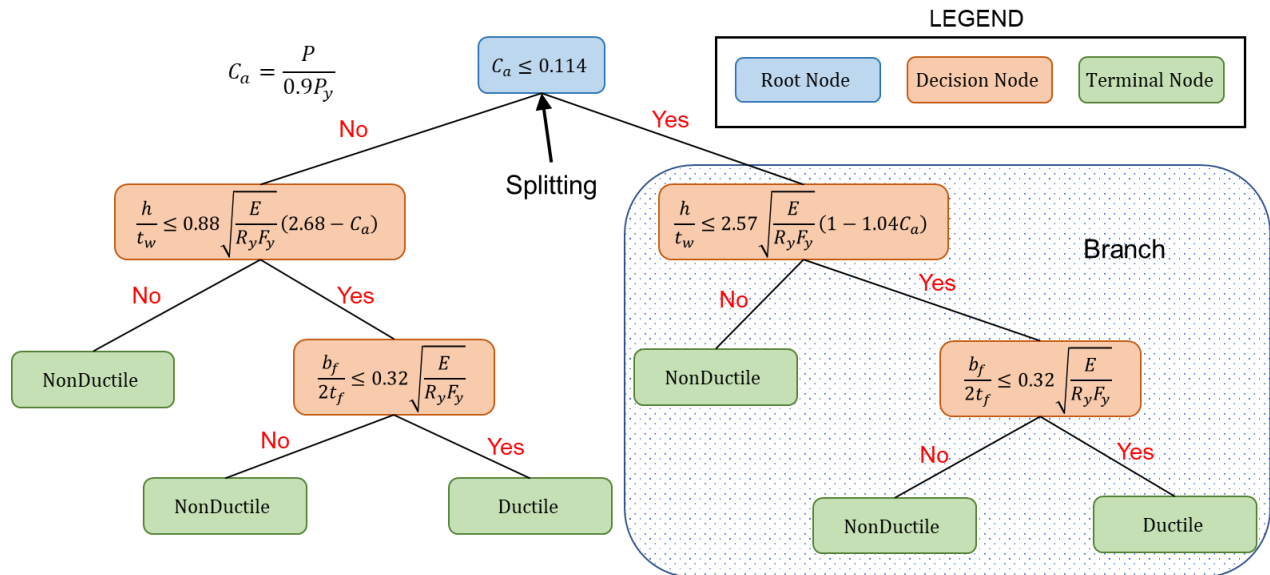 LEGEND
C_a = P / 0.9P_y
C_a ≤ 0.114
Root Node
Decision Node
Terminal Node
No
Yes
Splitting
h / t_w ≤ 0.88 √(E / R_yF_y) (2.68 − C_a)
h / t_w ≤ 2.57 √(E / R_yF_y) (1 − 1.04C_a)
Branch
No
Yes
No
Yes
NonDuctile
b_f / 2t_f ≤ 0.32 √(E / R_yF_y)
NonDuctile
b_f / 2t_f ≤ 0.32 √(E / R_yF_y)
No
Yes
No
Yes
NonDuctile
Ductile
NonDuctile
Ductile